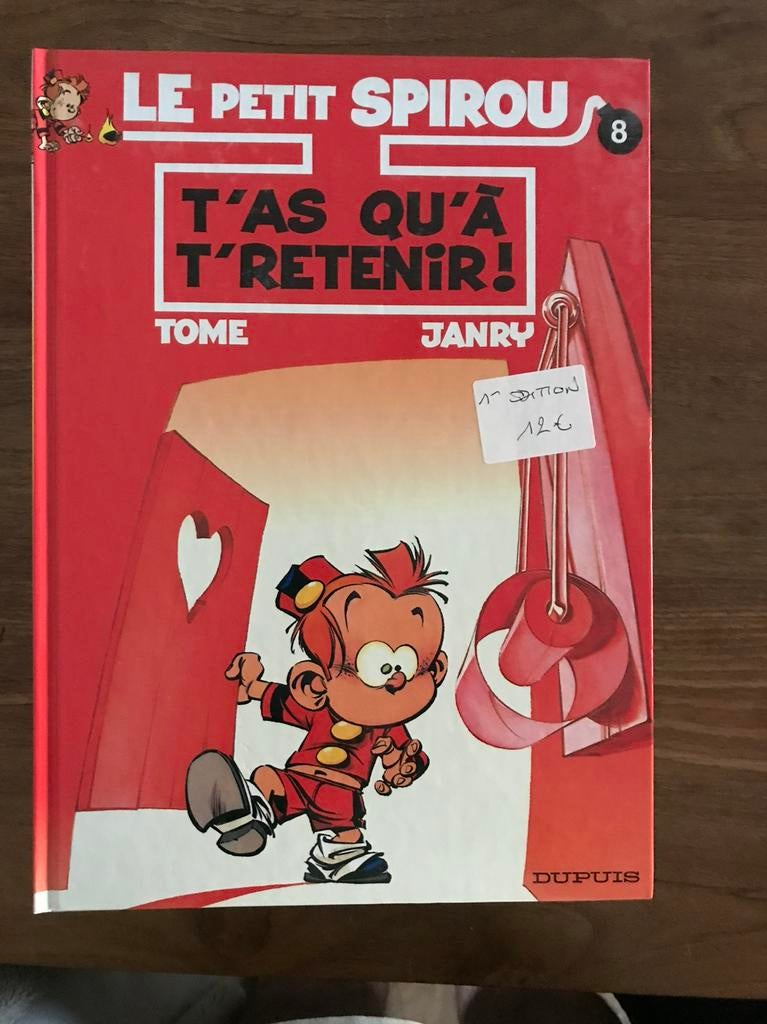 LE PETIT SPIROU
8
T'AS QU'À
T'RETENiR!
TOME JANRY
1re EDITION
12€
DUPUIS